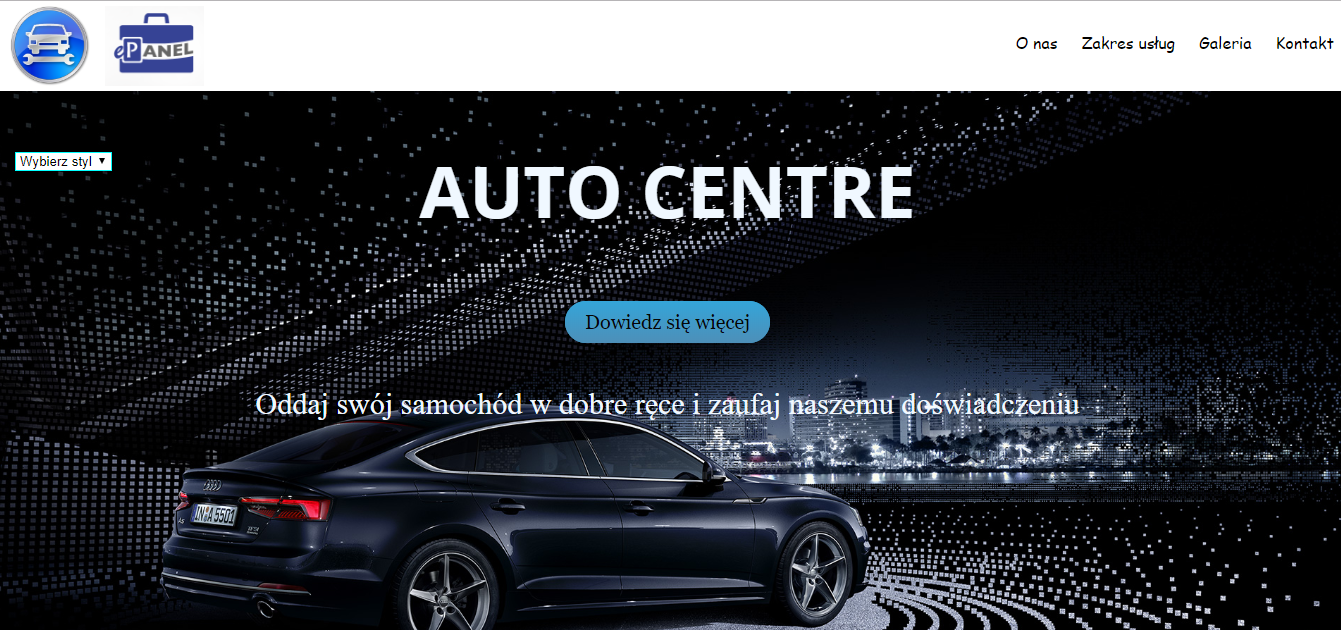 ePANEL
O nas Zakres usług Galeria Kontakt
Wybierz styl
AUTO CENTRE
Dowiedz się więcej
Oddaj swój samochód w dobre ręce i zaufaj naszemu doświadczeniu
IN A 5501
A5